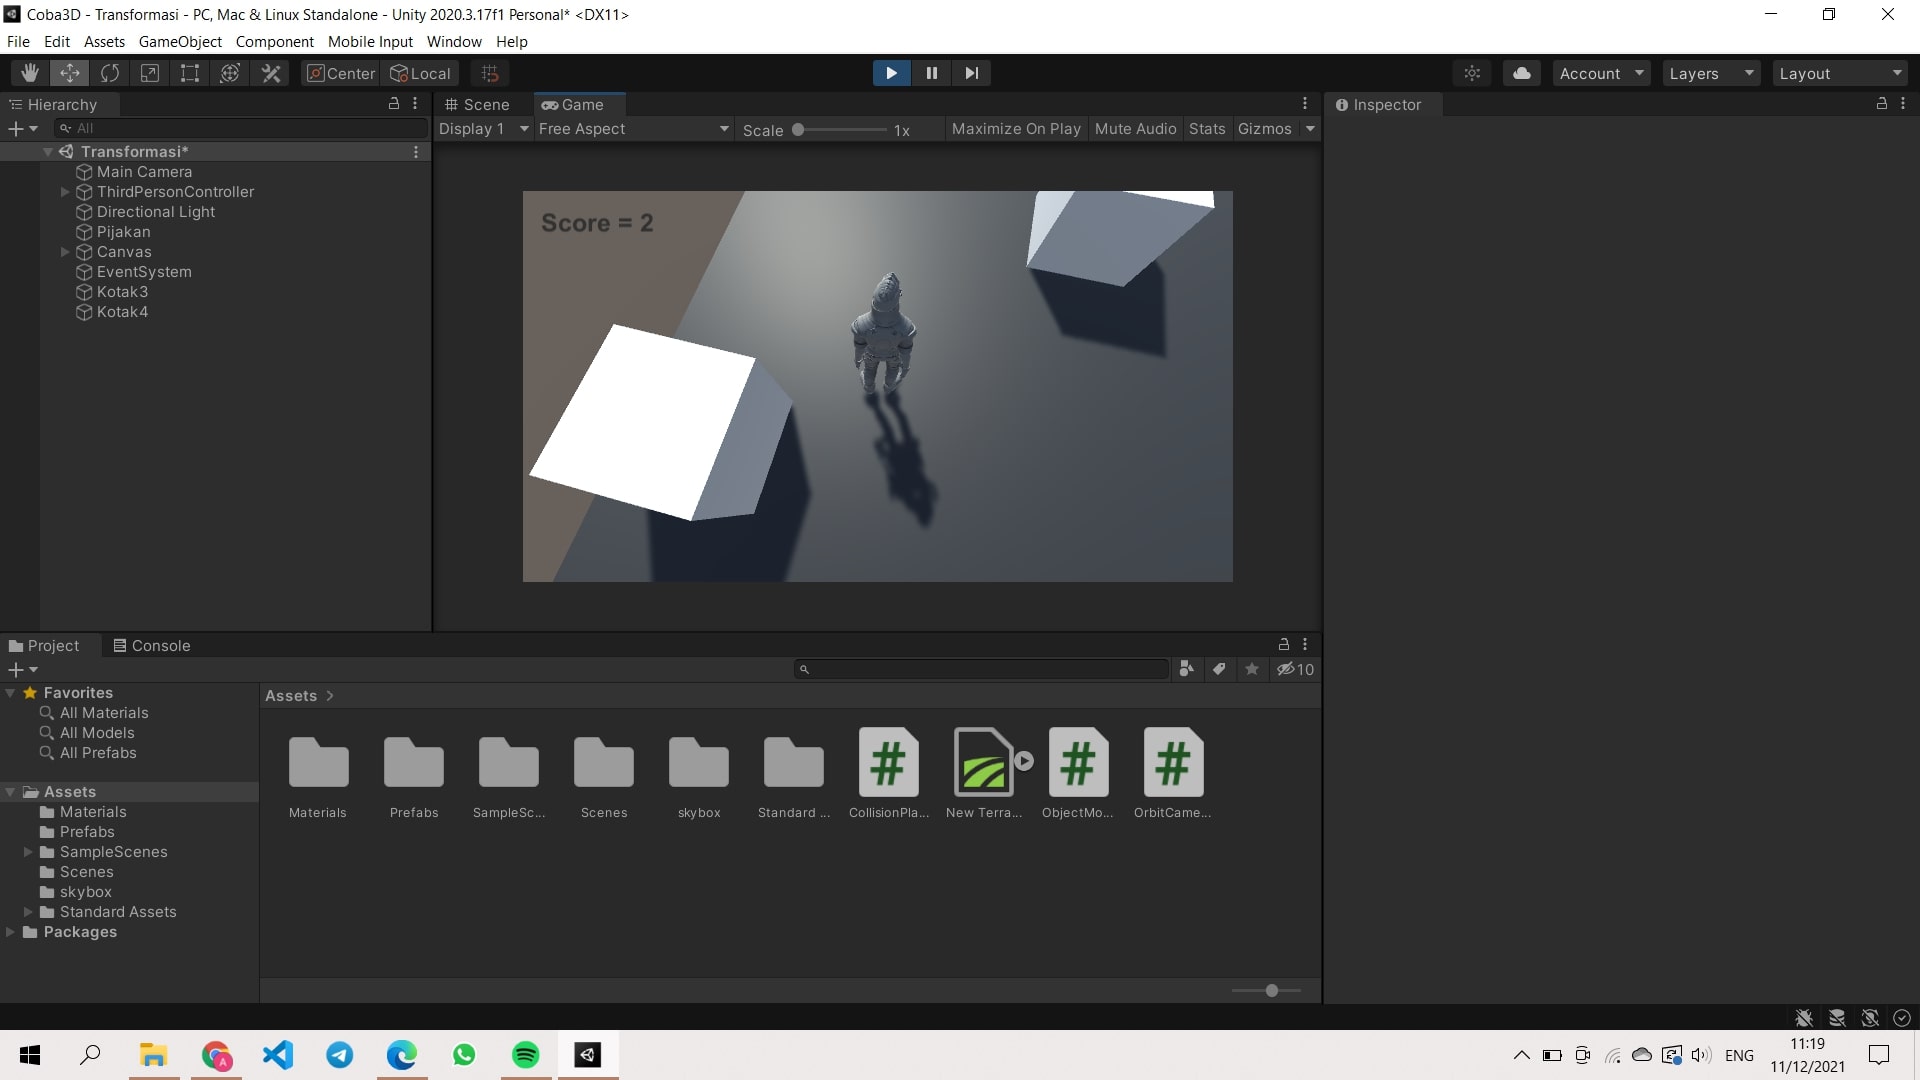 Coba3D - Transformasi - PC, Mac & Linux Standalone - Unity 2020.3.17f1 Personal* <DX11>
File Edit Assets GameObject Component Mobile Input Window Help
Center Local Account Layers Layout
Hierarchy
All
Transformasi*
Main Camera
ThirdPersonController
Directional Light
Pijakan
Canvas
EventSystem
Kotak3
Kotak4
Scene Game
Display 1 Free Aspect Scale 1x Maximize On Play Mute Audio Stats Gizmos
Score = 2
Inspector
Project Console
10
Favorites
All Materials
All Models
All Prefabs
Assets
Materials
Prefabs
SampleScenes
Scenes
skybox
Standard Assets
Packages
Assets >
Materials Prefabs SampleSc... Scenes skybox Standard ... CollisionPla... New Terra... ObjectMo... OrbitCame...
A
ENG
11:19
11/12/2021